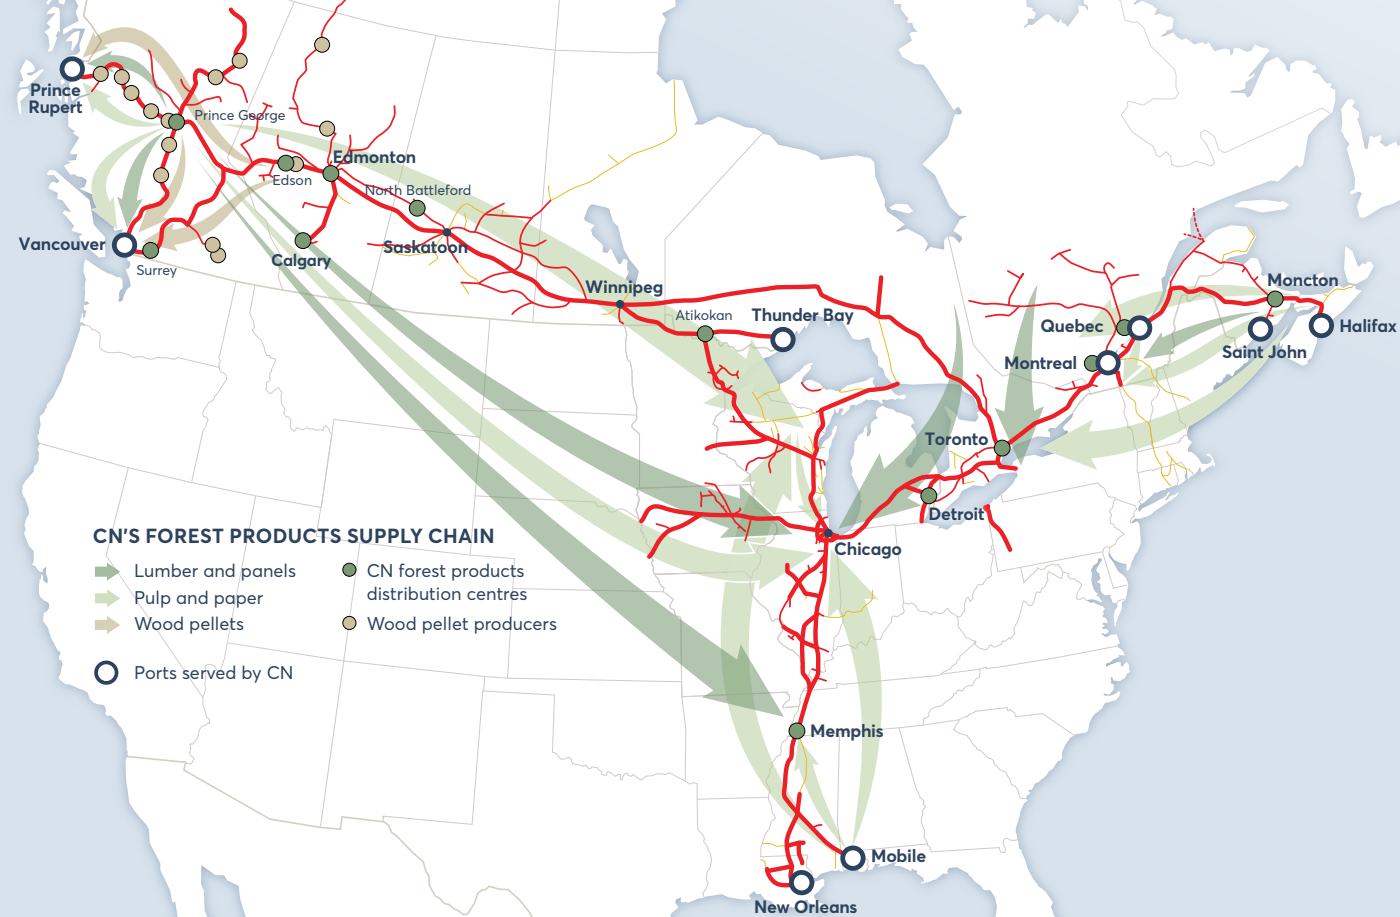 Prince
Rupert
Prince George
Edmonton
Edson
North Battleford
Vancouver
Surrey
Calgary
Saskatoon
Winnipeg
Atikokan
Thunder Bay
Moncton
Quebec
Halifax
Saint John
Montreal
Toronto
Detroit
Chicago
CN'S FOREST PRODUCTS SUPPLY CHAIN
Lumber and panels
Pulp and paper
Wood pellets
CN forest products
distribution centres
Wood pellet producers
Ports served by CN
Memphis
Mobile
New Orleans